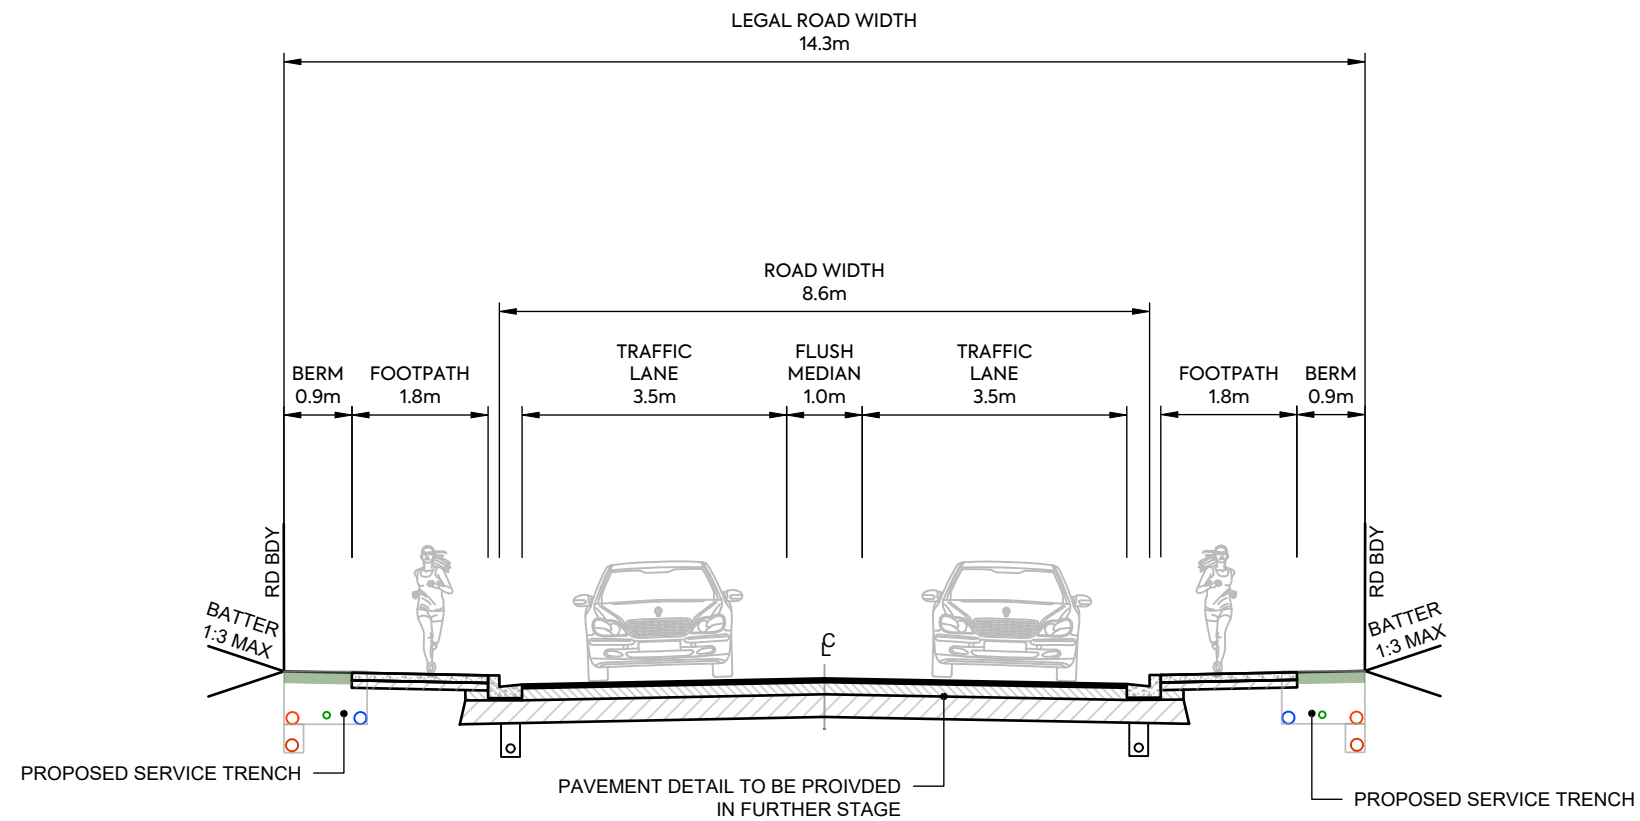 LEGAL ROAD WIDTH
14.3m
ROAD WIDTH
8.6m
BERM
0.9m
FOOTPATH
1.8m
TRAFFIC
LANE
3.5m
FLUSH
MEDIAN
1.0m
TRAFFIC
LANE
3.5m
FOOTPATH
1.8m
BERM
0.9m
RD BDY
RD BDY
BATTER
1:3 MAX
CL
BATTER
1:3 MAX
PROPOSED SERVICE TRENCH
PAVEMENT DETAIL TO BE PROIVDED
IN FURTHER STAGE
PROPOSED SERVICE TRENCH